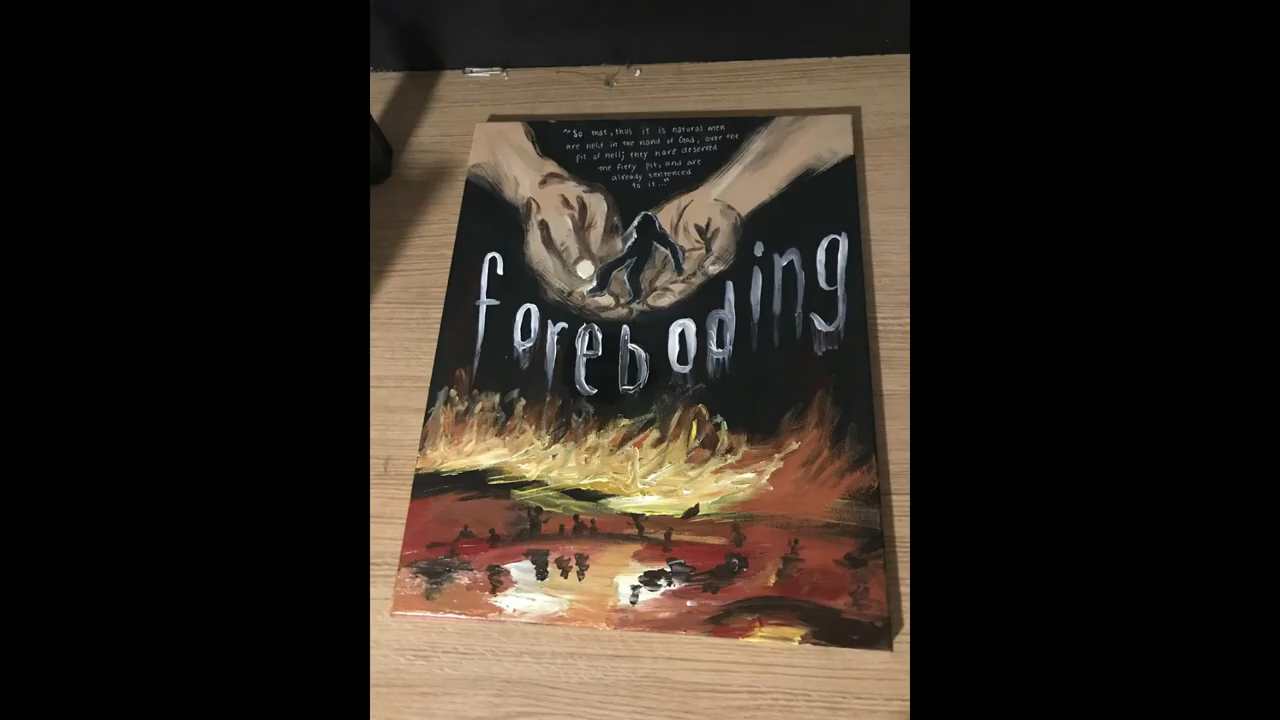 "So that, thus it is natural men
are held in the hand of God, over the
pit of hell; they have deserved
the fiery pit, and are
already sentenced
to it..."
foreboding